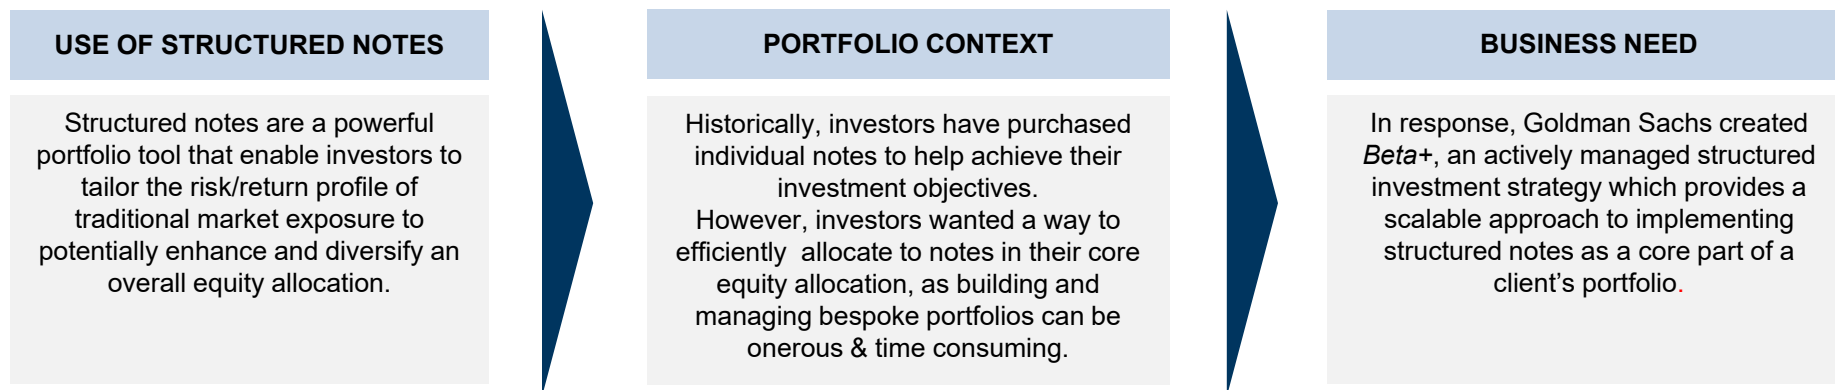 USE OF STRUCTURED NOTES
Structured notes are a powerful
portfolio tool that enable investors to
tailor the risk/return profile of
traditional market exposure to
potentially enhance and diversify an
overall equity allocation.
PORTFOLIO CONTEXT
Historically, investors have purchased
individual notes to help achieve their
investment objectives.
However, investors wanted a way to
efficiently  allocate to notes in their core
equity allocation, as building and
managing bespoke portfolios can be
onerous & time consuming.
BUSINESS NEED
In response, Goldman Sachs created
Beta+, an actively managed structured
investment strategy which provides a
scalable approach to implementing
structured notes as a core part of a
client’s portfolio.